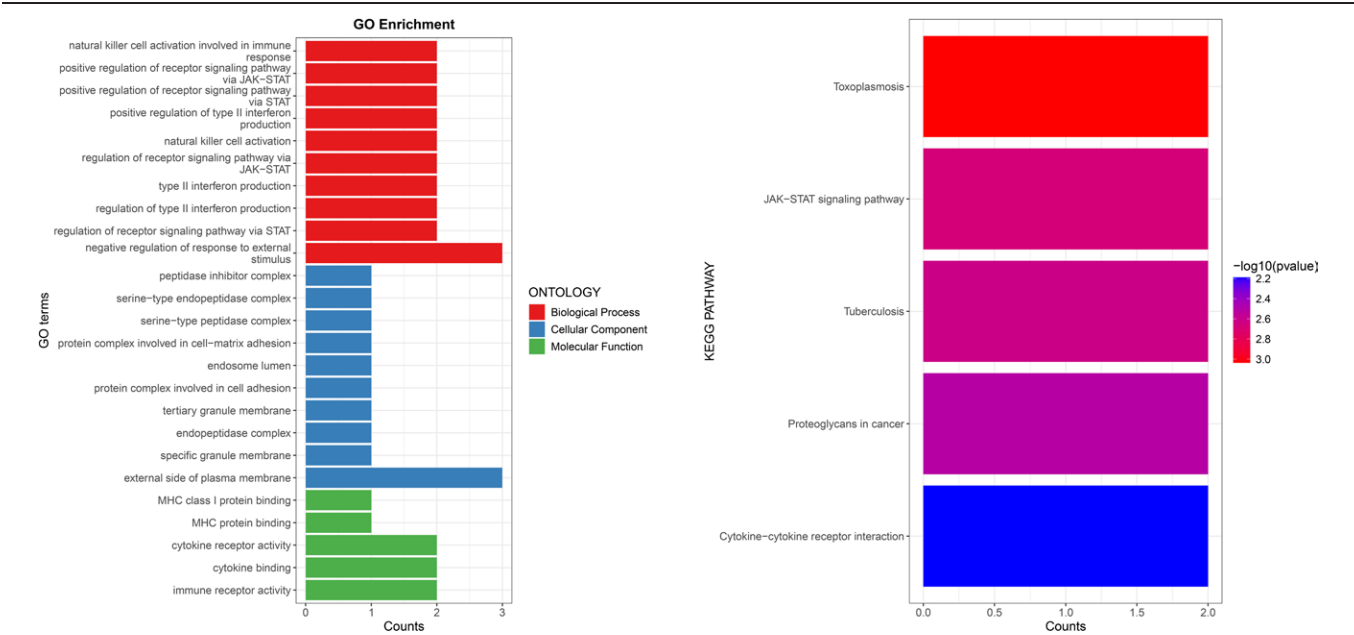 GO Enrichment
GO terms
natural killer cell activation involved in immune
response
positive regulation of receptor signaling pathway
via JAK−STAT
positive regulation of receptor signaling pathway
via STAT
positive regulation of type II interferon
production
natural killer cell activation
regulation of receptor signaling pathway via
JAK−STAT
type II interferon production
regulation of type II interferon production
regulation of receptor signaling pathway via STAT
negative regulation of response to external
stimulus
peptidase inhibitor complex
serine−type endopeptidase complex
serine−type peptidase complex
protein complex involved in cell−matrix adhesion
endosome lumen
protein complex involved in cell adhesion
tertiary granule membrane
endopeptidase complex
specific granule membrane
external side of plasma membrane
MHC class I protein binding
MHC protein binding
cytokine receptor activity
cytokine binding
immune receptor activity
0 1 2 3
Counts
ONTOLOGY
Biological Process
Cellular Component
Molecular Function
KEGG PATHWAY
Toxoplasmosis
JAK−STAT signaling pathway
Tuberculosis
Proteoglycans in cancer
Cytokine−cytokine receptor interaction
0.0 0.5 1.0 1.5 2.0
Counts
−log10(pvalue)
2.2
2.4
2.6
2.8
3.0